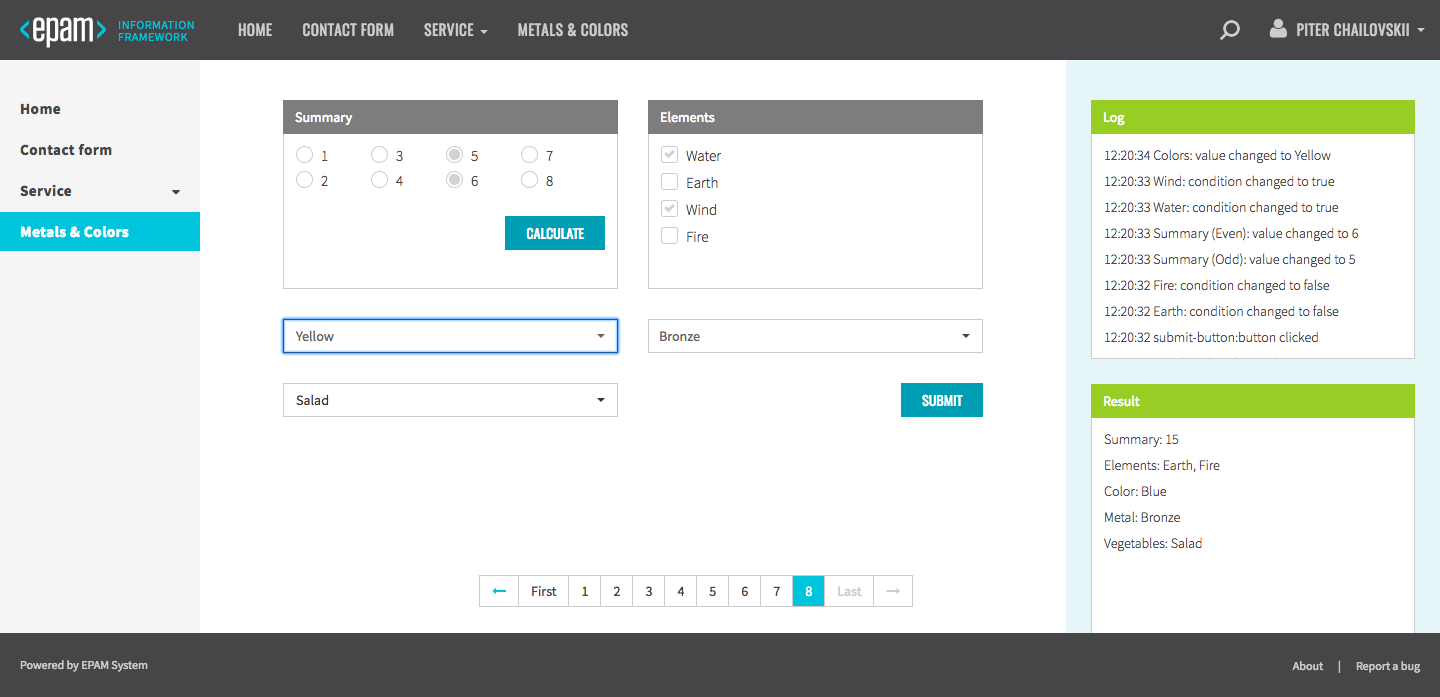 <epam> INFORMATION FRAMEWORK
HOME CONTACT FORM SERVICE METALS & COLORS PITER CHAILOVSKII
Home
Contact form
Service
Metals & Colors
Summary
1 3 5 7
2 4 6 8
CALCULATE
Elements
Water
Earth
Wind
Fire
Yellow
Bronze
Salad
SUBMIT
← First 1 2 3 4 5 6 7 8 Last →
Log
12:20:34 Colors: value changed to Yellow
12:20:33 Wind: condition changed to true
12:20:33 Water: condition changed to true
12:20:33 Summary (Even): value changed to 6
12:20:33 Summary (Odd): value changed to 5
12:20:32 Fire: condition changed to false
12:20:32 Earth: condition changed to false
12:20:32 submit-button:button clicked
Result
Summary: 15
Elements: Earth, Fire
Color: Blue
Metal: Bronze
Vegetables: Salad
Powered by EPAM System
About | Report a bug